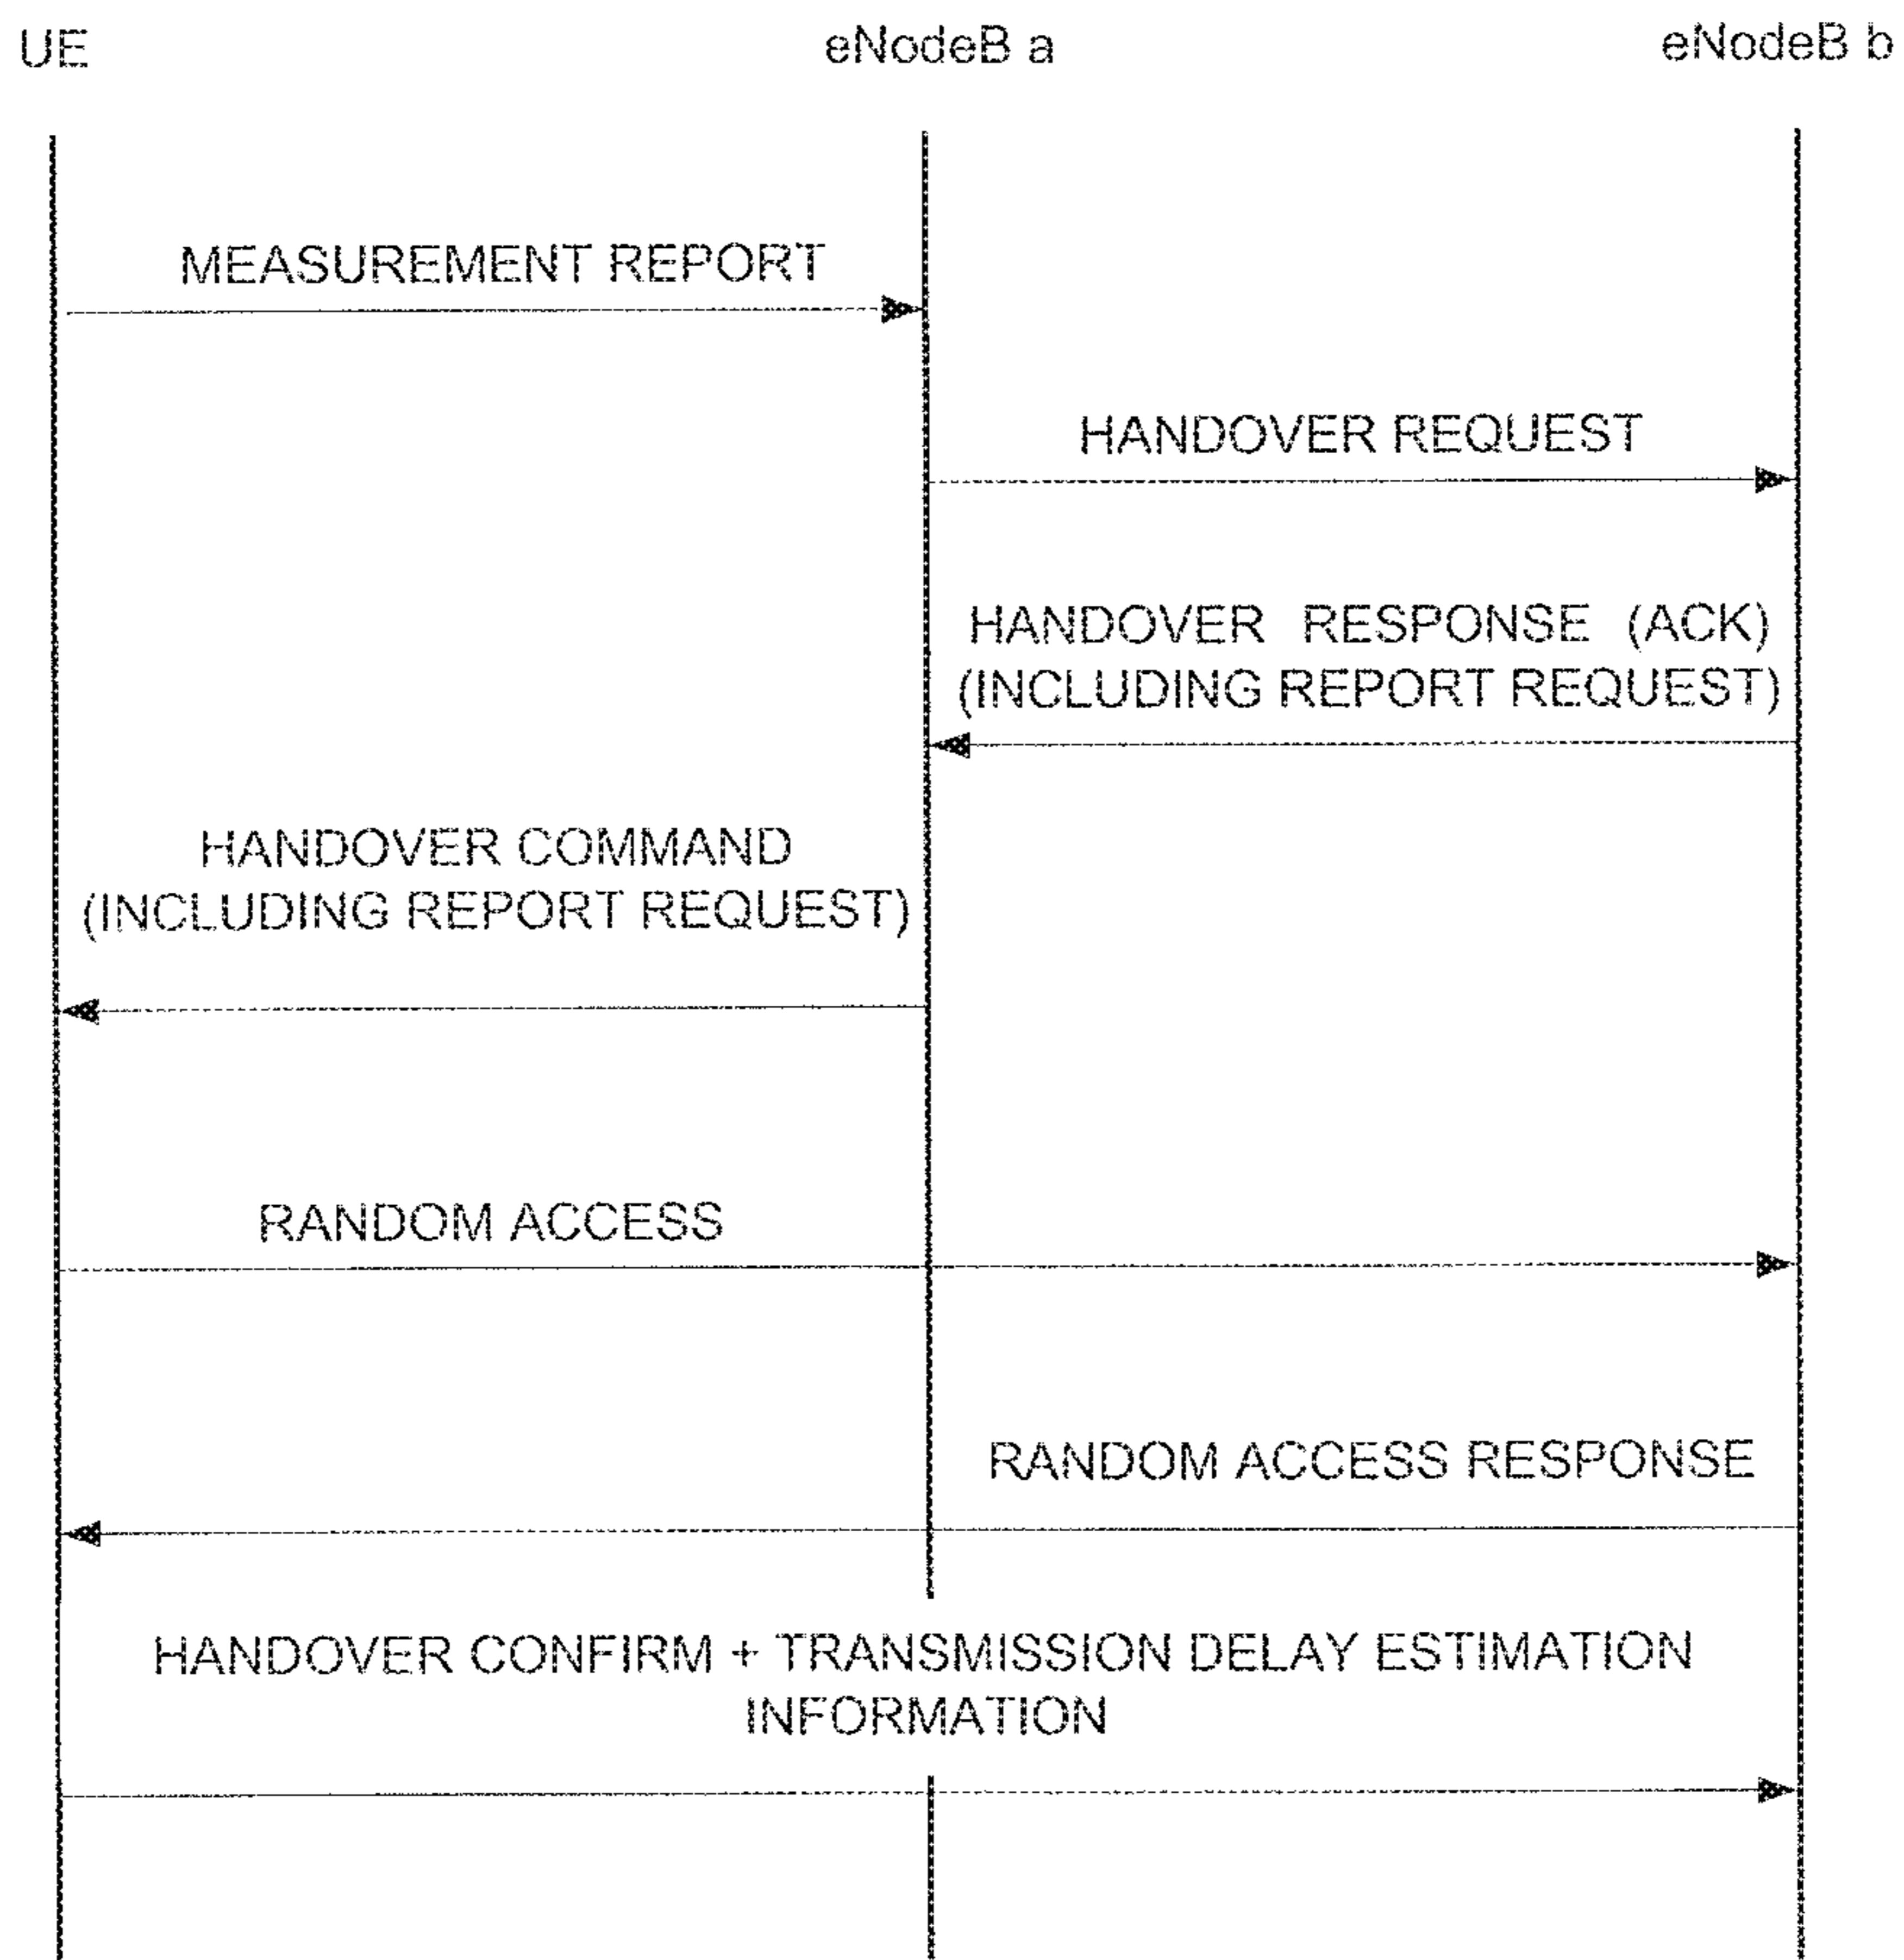 UE
eNodeB a
eNodeB b
MEASUREMENT REPORT
HANDOVER REQUEST
HANDOVER RESPONSE (ACK)
(INCLUDING REPORT REQUEST)
HANDOVER COMMAND
(INCLUDING REPORT REQUEST)
RANDOM ACCESS
RANDOM ACCESS RESPONSE
HANDOVER CONFIRM + TRANSMISSION DELAY ESTIMATION
INFORMATION